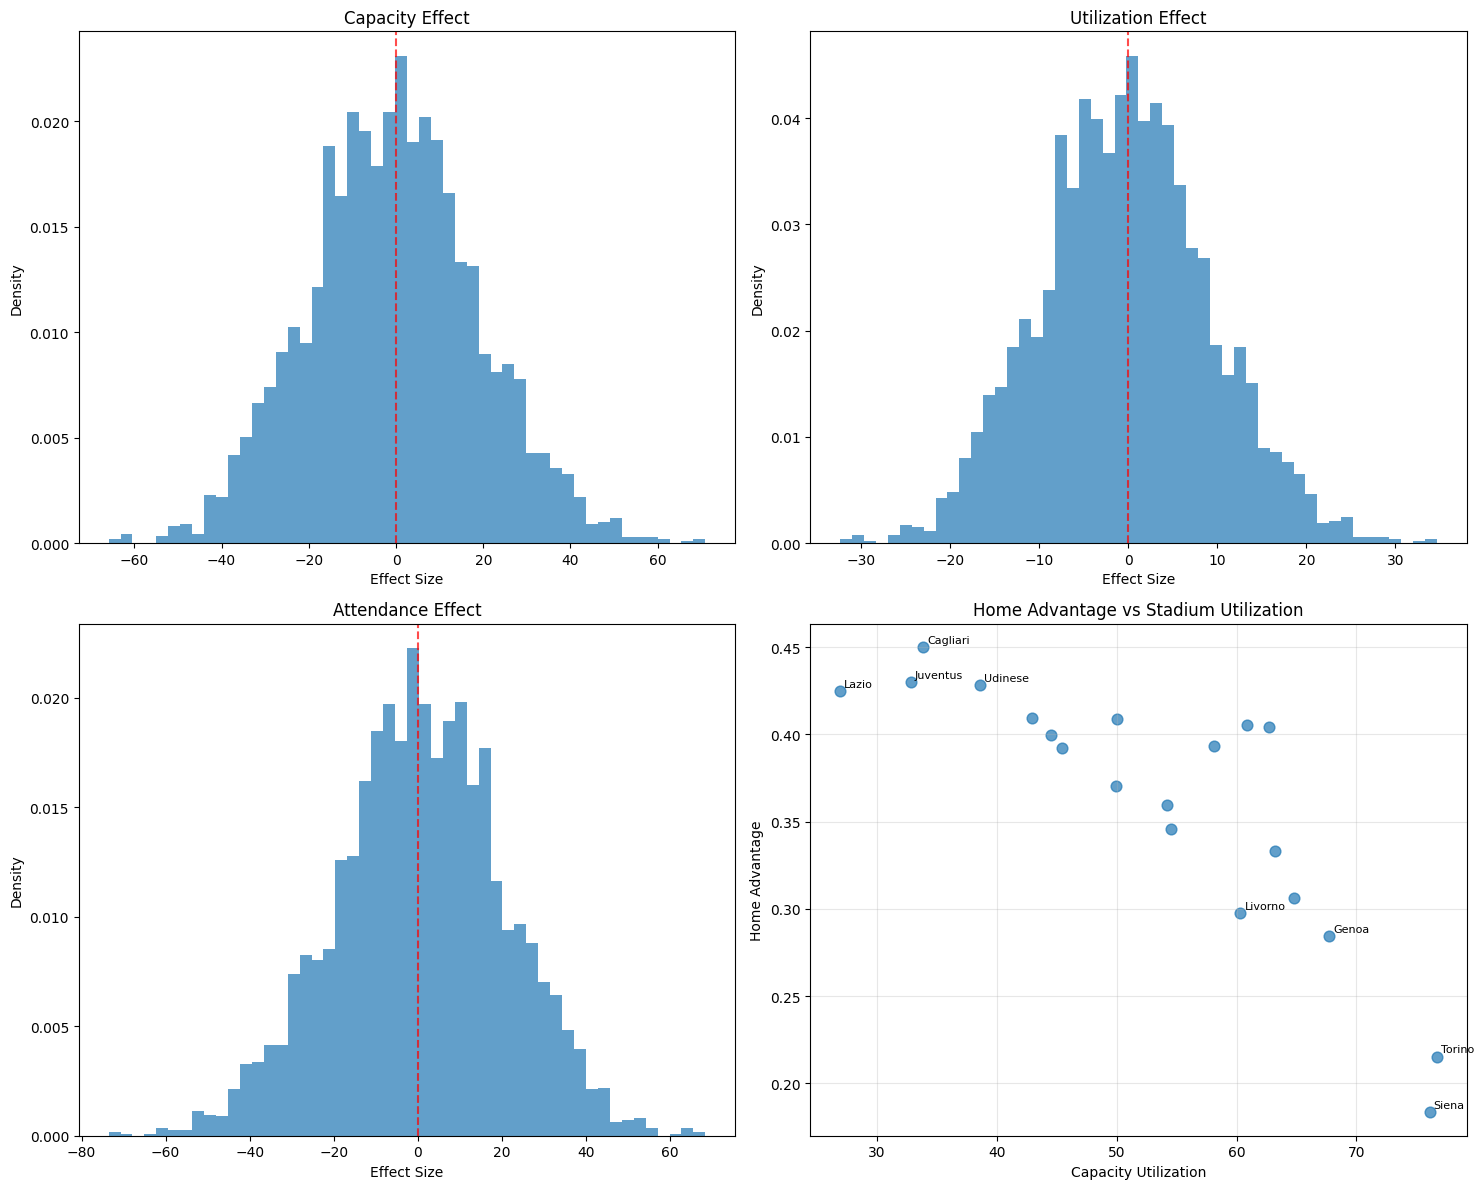 Capacity Effect
Density
0.020
0.015
0.010
0.005
0.000
−60 −40 −20 0 20 40 60
Effect Size
Utilization Effect
Density
0.04
0.03
0.02
0.01
0.00
−30 −20 −10 0 10 20 30
Effect Size
Attendance Effect
Density
0.020
0.015
0.010
0.005
0.000
−80 −60 −40 −20 0 20 40 60
Effect Size
Home Advantage vs Stadium Utilization
Home Advantage
0.45
0.40
0.35
0.30
0.25
0.20
Cagliari
Juventus
Udinese
Lazio
Livorno
Genoa
Torino
Siena
30 40 50 60 70
Capacity Utilization